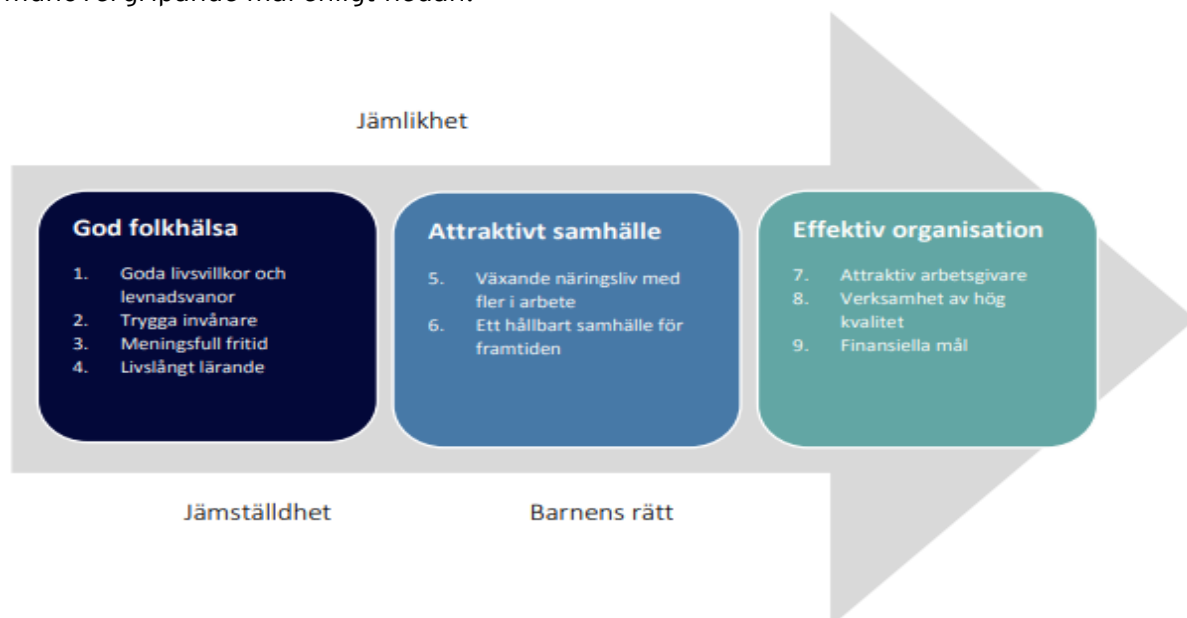 Jämlikhet
God folkhälsa
1. Goda livsvillkor och
levnadsvanor
2. Trygga invånare
3. Meningsfull fritid
4. Livslångt lärande
Attraktivt samhälle
5. Växande näringsliv med
fler i arbete
6. Ett hållbart samhälle för
framtiden
Effektiv organisation
7. Attraktiv arbetsgivare
8. Verksamhet av hög
kvalitet
9. Finansiella mål
Jämställdhet
Barnens rätt